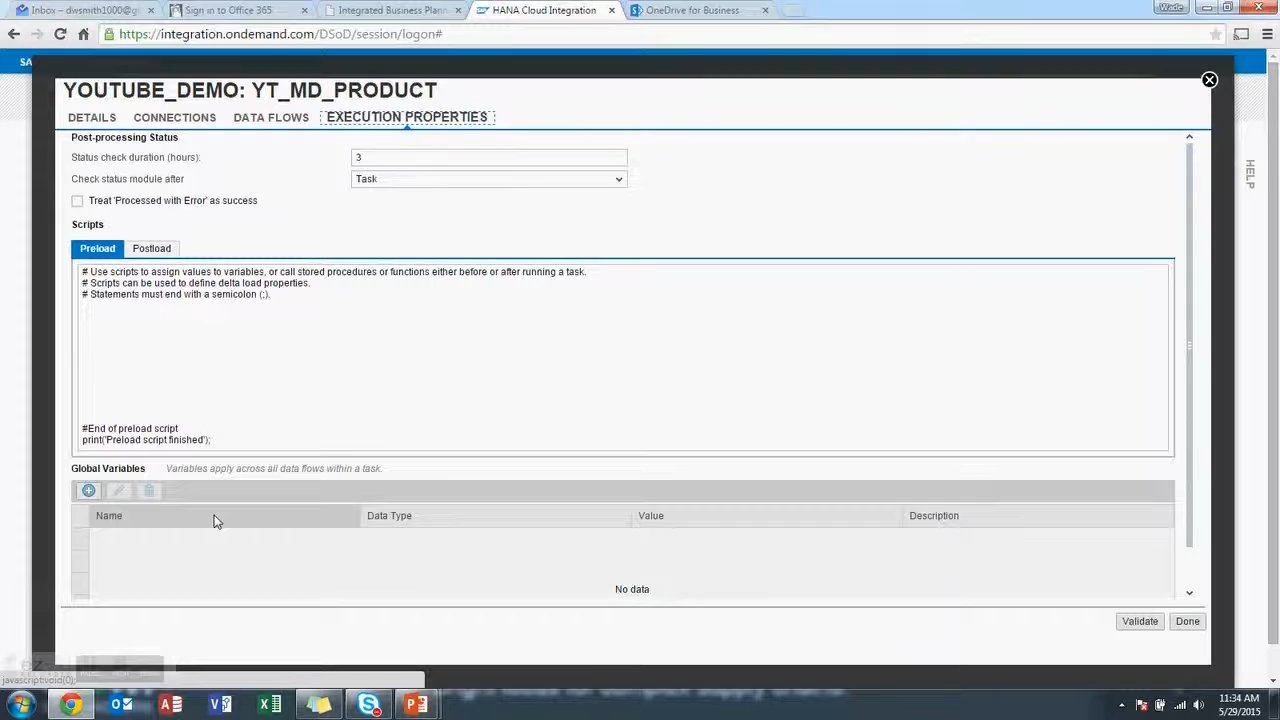 Inbox - dwsmith1000@g
Sign in to Office 365
Integrated Business Plann
HANA Cloud Integration
OneDrive for Business
Wade
https://integration.ondemand.com/DSoD/session/logon#
SA
YOUTUBE_DEMO: YT_MD_PRODUCT
DETAILS CONNECTIONS DATA FLOWS EXECUTION PROPERTIES
HELP
Post-processing Status
Status check duration (hours): 3
Check status module after Task
Treat 'Processed with Error' as success
Scripts
Preload Postload
# Use scripts to assign values to variables, or call stored procedures or functions either before or after running a task.
# Scripts can be used to define delta load properties.
# Statements must end with a semicolon (;).
#End of preload script
print('Preload script finished');
Global Variables Variables apply across all data flows within a task.
Name Data Type Value Description
No data
Validate Done
javascript:void(0);
11:34 AM
5/29/2015